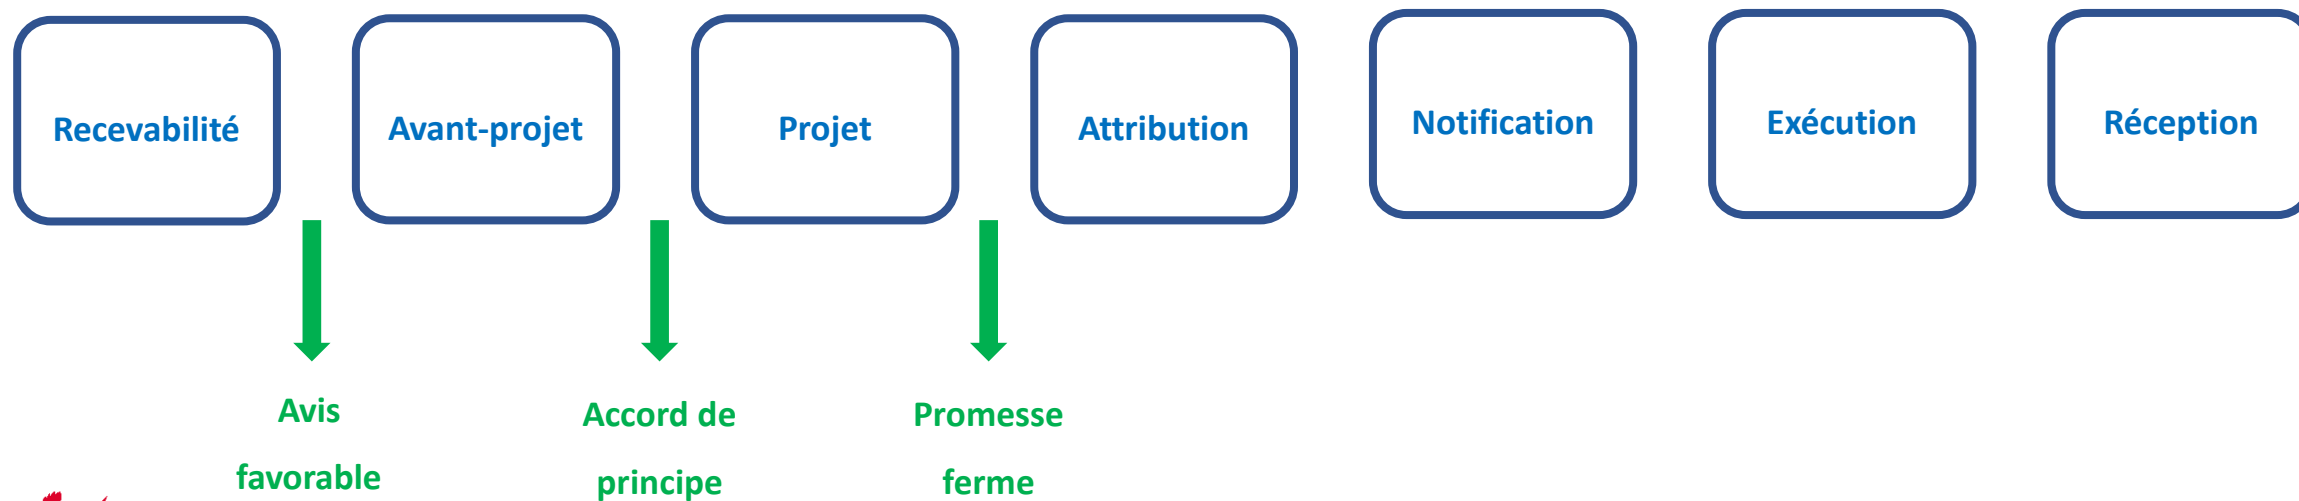 Recevabilité
Avant-projet
Projet
Attribution
Notification
Exécution
Réception
Avis
favorable
Accord de
principe
Promesse
ferme